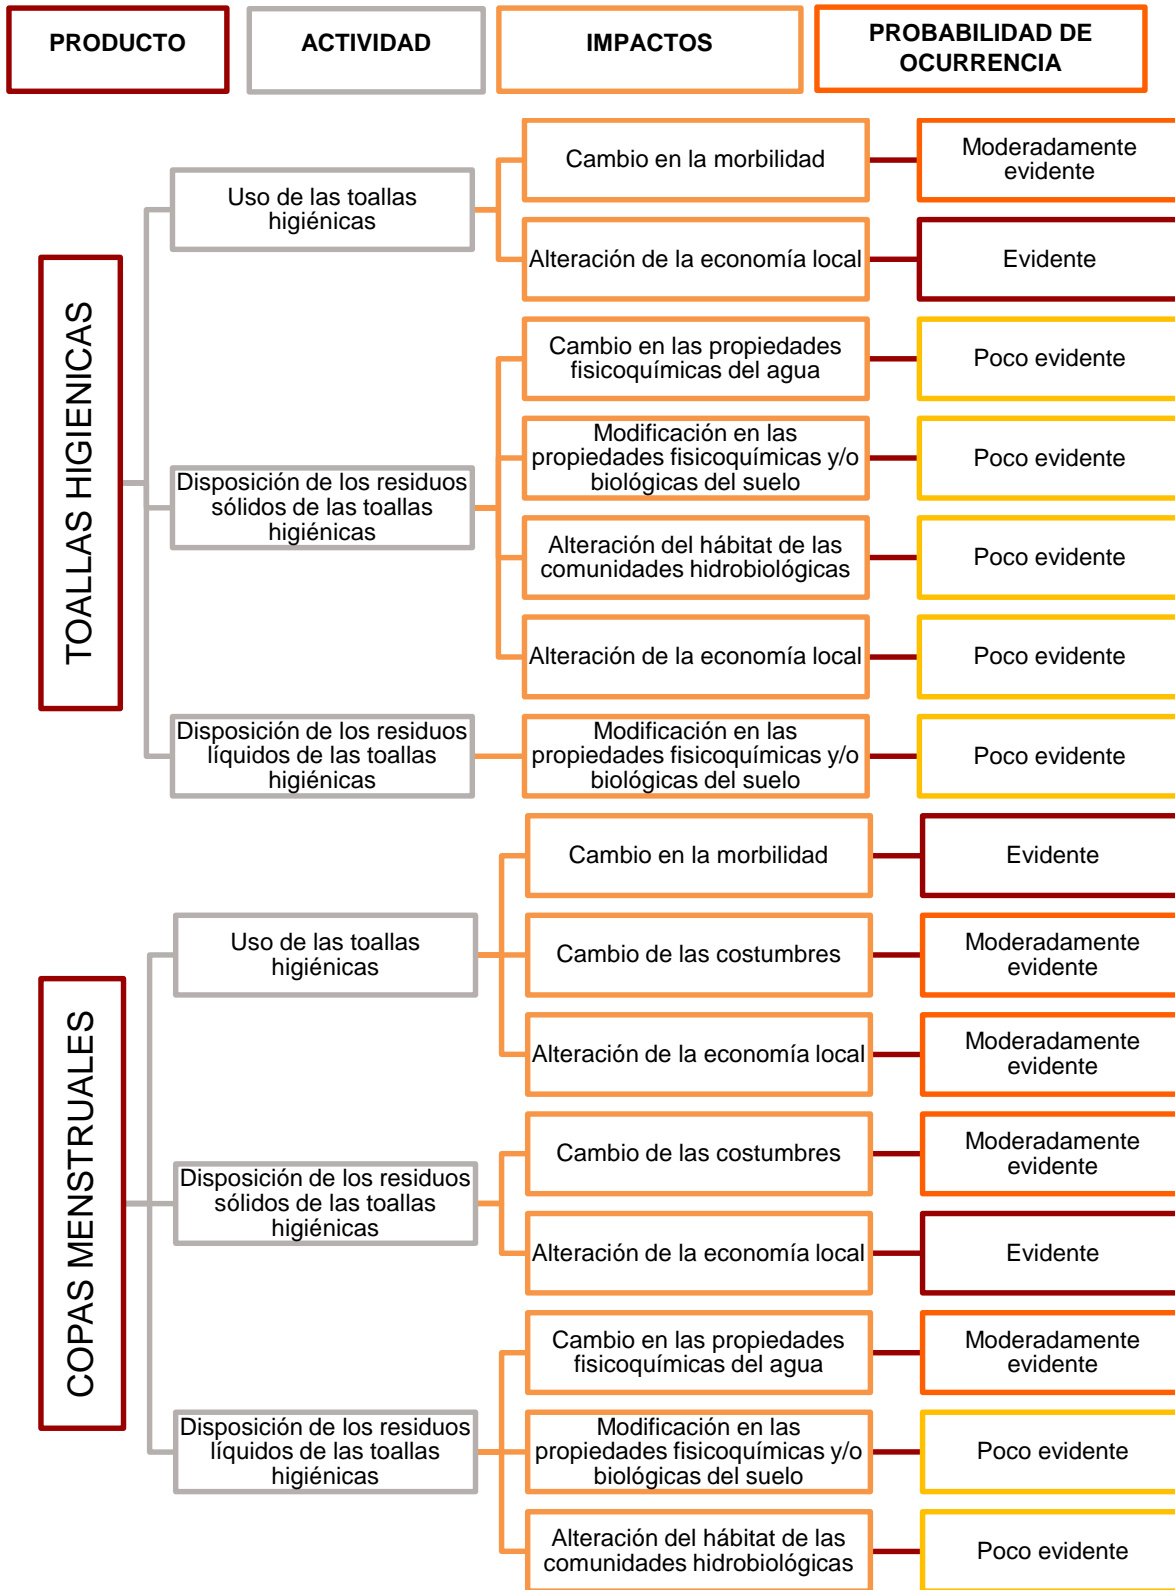 PRODUCTO
ACTIVIDAD
IMPACTOS
PROBABILIDAD DE
OCURRENCIA
TOALLAS HIGIENICAS
Uso de las toallas
higiénicas
Cambio en la morbilidad
Moderadamente
evidente
Alteración de la economía local
Evidente
Disposición de los residuos
sólidos de las toallas
higiénicas
Cambio en las propiedades
fisicoquímicas del agua
Poco evidente
Modificación en las
propiedades fisicoquímicas y/o
biológicas del suelo
Poco evidente
Alteración del hábitat de las
comunidades hidrobiológicas
Poco evidente
Alteración de la economía local
Poco evidente
Disposición de los residuos
líquidos de las toallas
higiénicas
Modificación en las
propiedades fisicoquímicas y/o
biológicas del suelo
Poco evidente
COPAS MENSTRUALES
Uso de las toallas
higiénicas
Cambio en la morbilidad
Evidente
Cambio de las costumbres
Moderadamente
evidente
Alteración de la economía local
Moderadamente
evidente
Disposición de los residuos
sólidos de las toallas
higiénicas
Cambio de las costumbres
Moderadamente
evidente
Alteración de la economía local
Evidente
Disposición de los residuos
líquidos de las toallas
higiénicas
Cambio en las propiedades
fisicoquímicas del agua
Moderadamente
evidente
Modificación en las
propiedades fisicoquímicas y/o
biológicas del suelo
Poco evidente
Alteración del hábitat de las
comunidades hidrobiológicas
Poco evidente